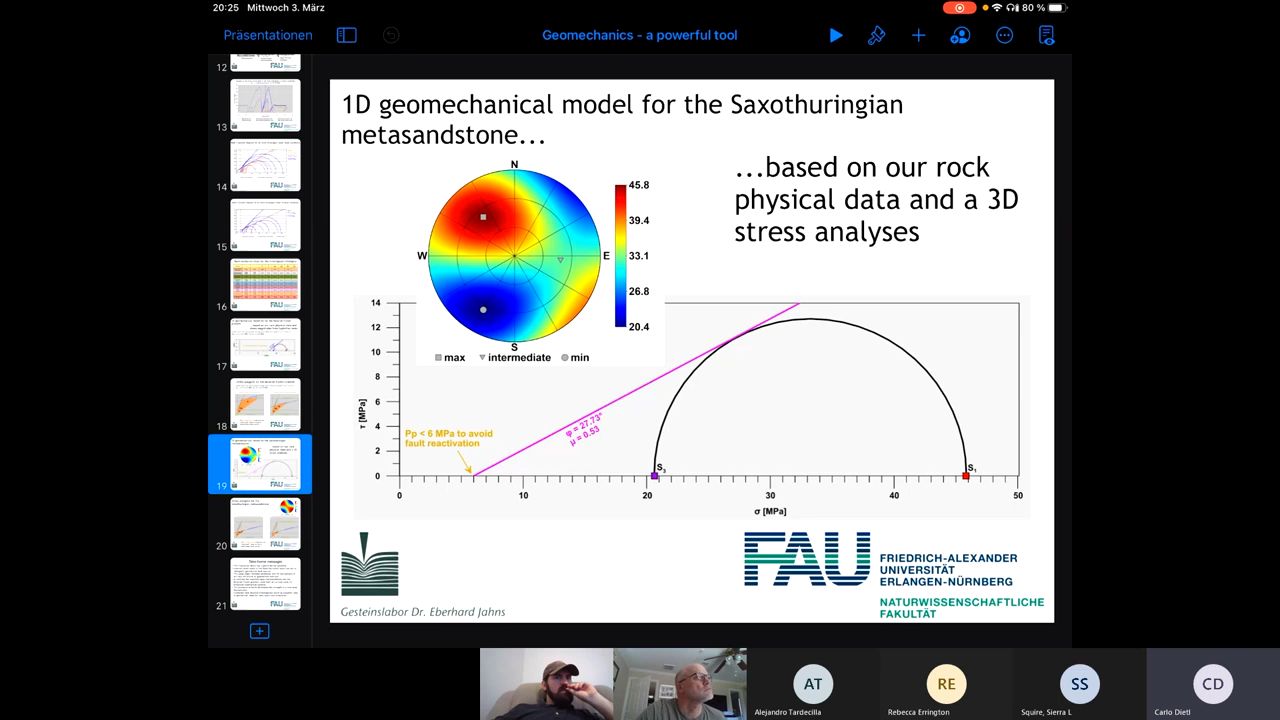 20:25 Mittwoch 3. März
80 %
Präsentationen
Geomechanics - a powerful tool
12
13
14
15
16
17
18
19
20
21
1D geomechanical model for the Saxothuringian
metasandstone...
...based on our rock
physical data and a 3D
stress analyses
N
W
E
S
45.8
39.4
33.1
26.8
20.4
max
intermediate
min
14
12
10
8
6
4
2
0
τ [MPa]
φ = 27.73°
μ = 0.53
Pp < 6 MPa to avoid
fault reactivation
S₃
S₁
0
10
20
30
40
50
σ [MPa]
Gesteinslabor Dr. Eberhard Jahns
FAU
FRIEDRICH-ALEXANDER
UNIVERSITÄT
ERLANGEN-NÜRNBERG
NATURWISSENSCHAFTLICHE
FAKULTÄT
AT
Alejandro Tardecilla
RE
Rebecca Errington
SS
Squire, Sierra L
CD
Carlo Dietl